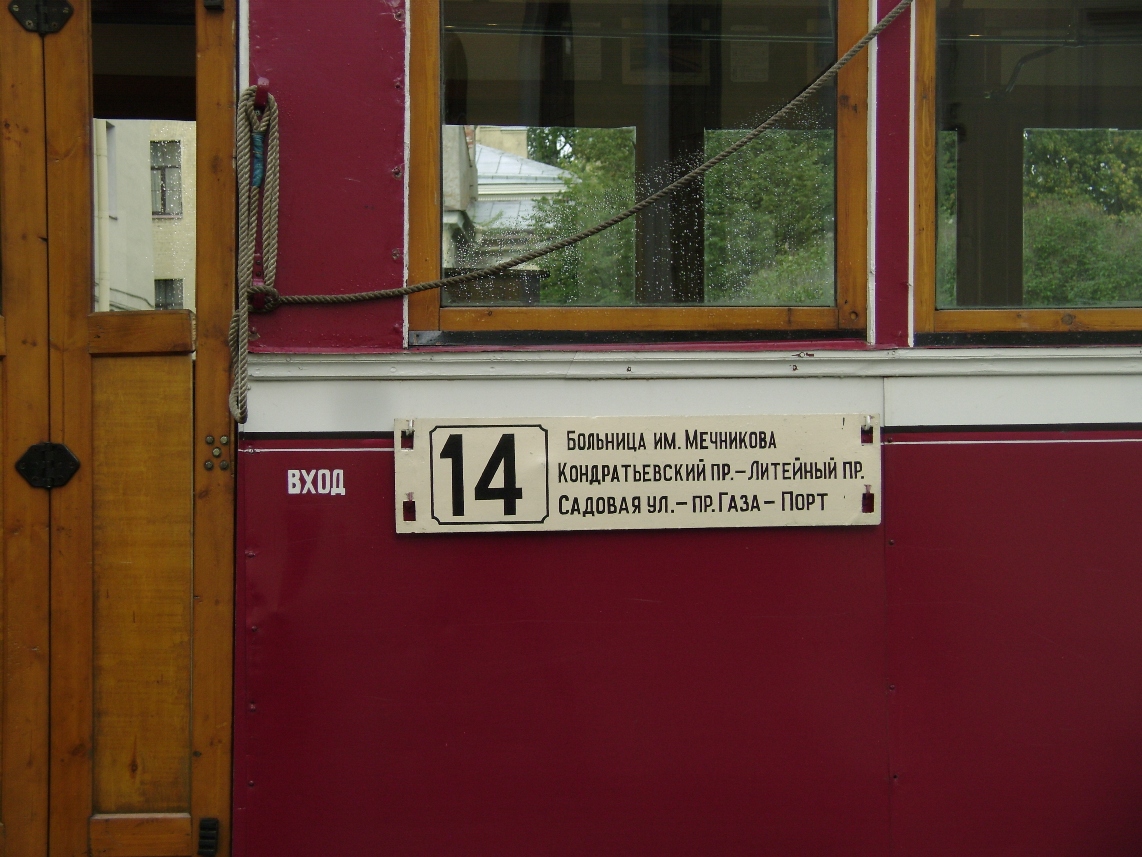 ВХОД
14
БОЛЬНИЦА ИМ. МЕЧНИКОВА
КОНДРАТЬЕВСКИЙ ПР.–ЛИТЕЙНЫЙ ПР.
САДОВАЯ УЛ.– ПР. ГАЗА – ПОРТ